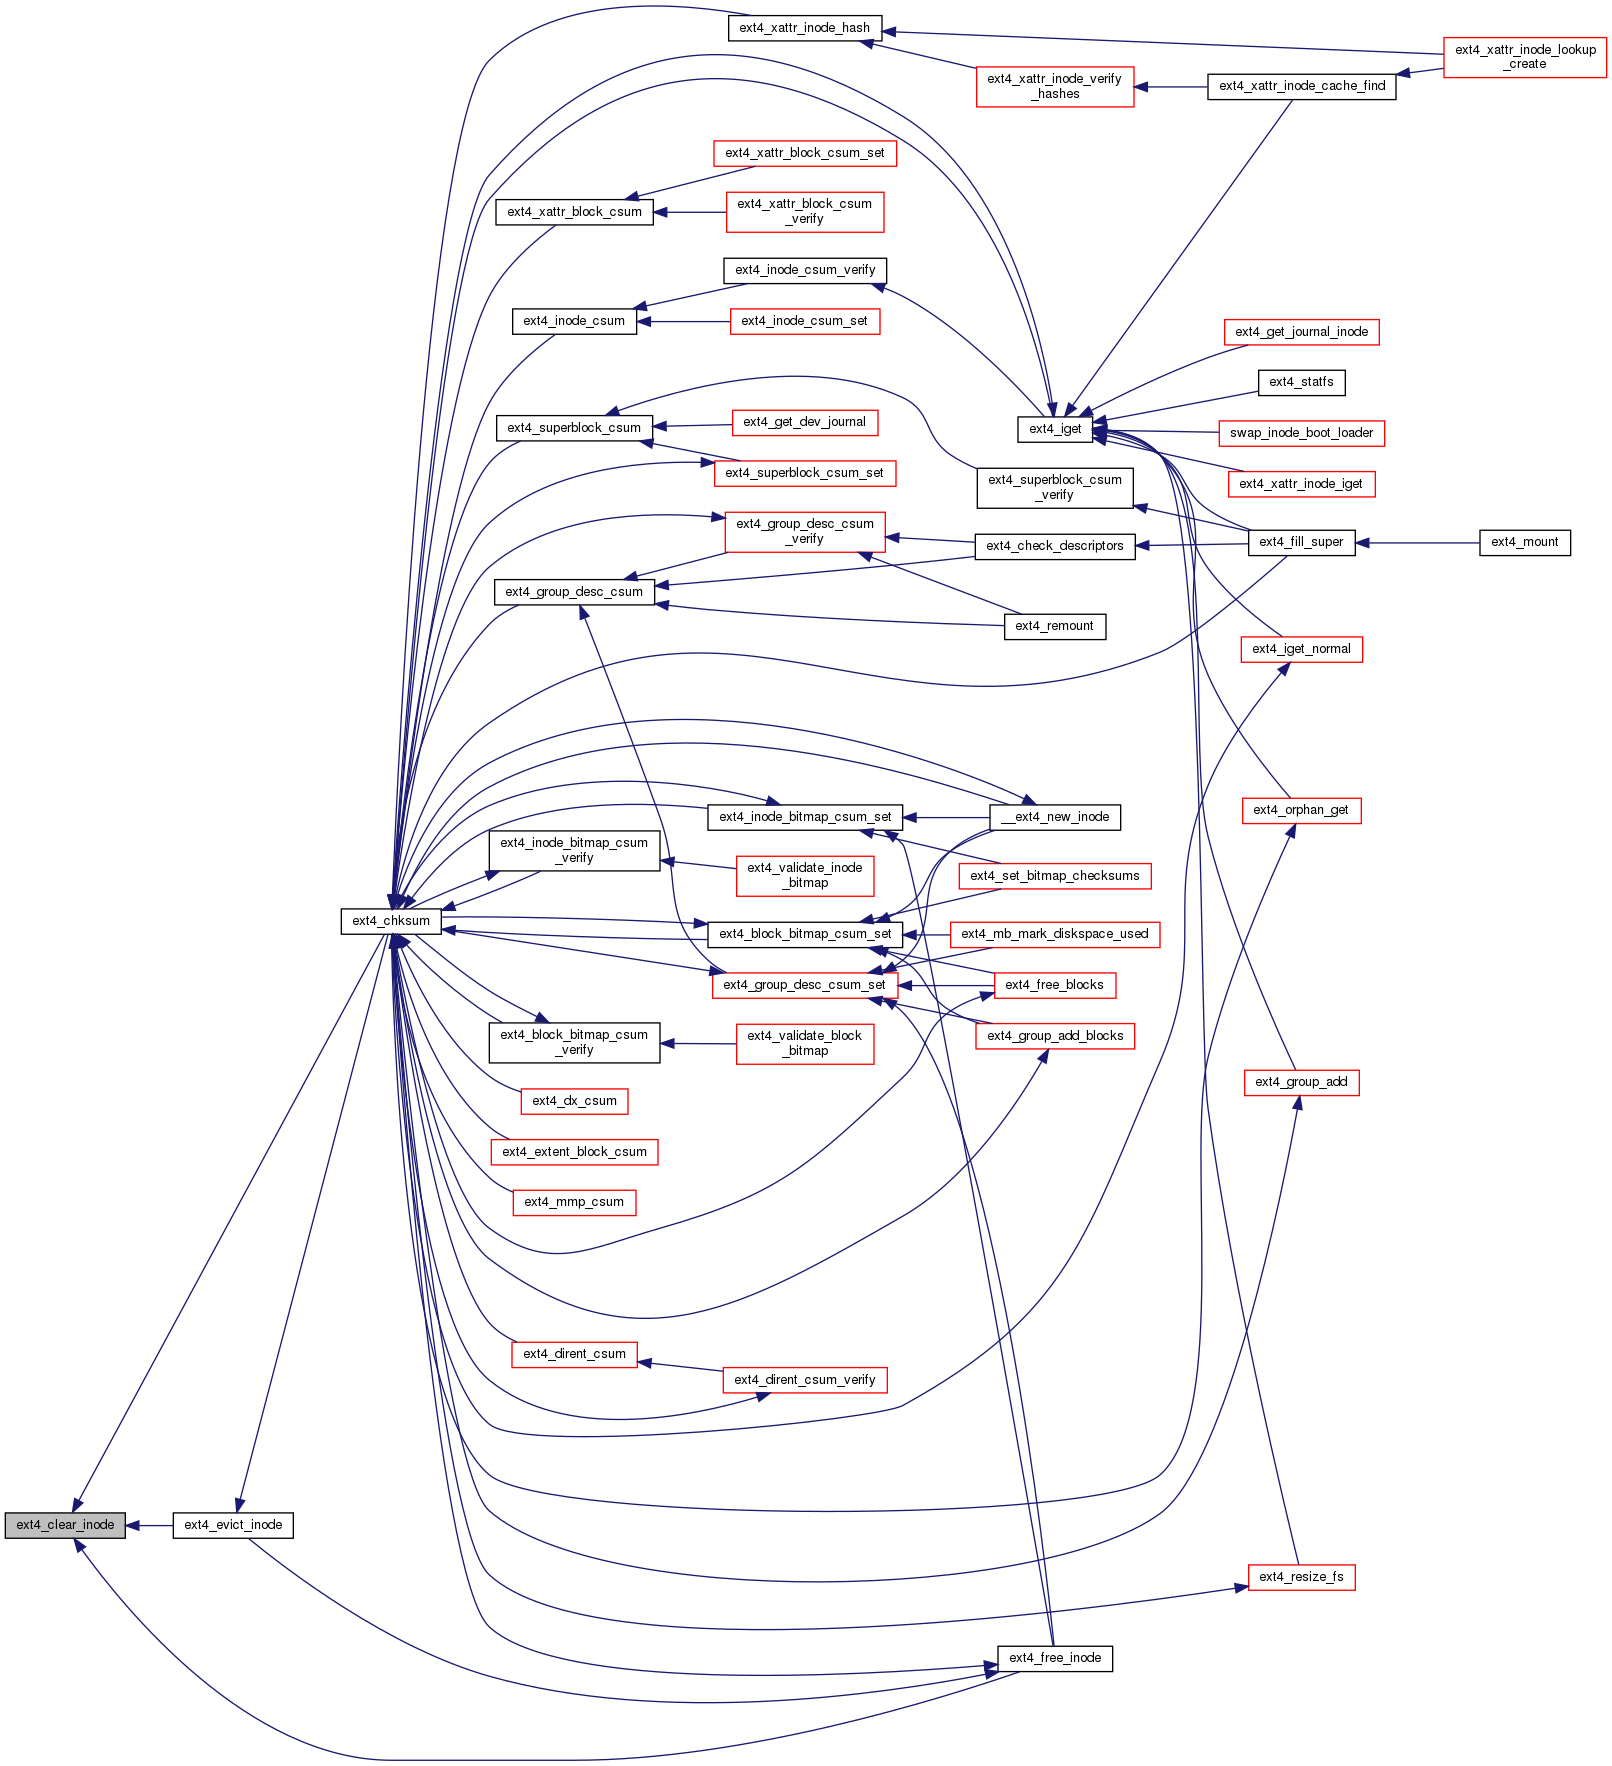 ext4_xattr_inode_hash
ext4_xattr_inode_lookup
_create
ext4_xattr_inode_verify
_hashes
ext4_xattr_inode_cache_find
ext4_xattr_block_csum_set
ext4_xattr_block_csum
ext4_xattr_block_csum
_verify
ext4_inode_csum_verify
ext4_inode_csum
ext4_inode_csum_set
ext4_get_journal_inode
ext4_statfs
ext4_superblock_csum
ext4_get_dev_journal
ext4_iget
swap_inode_boot_loader
ext4_superblock_csum_set
ext4_superblock_csum
_verify
ext4_xattr_inode_iget
ext4_group_desc_csum
_verify
ext4_check_descriptors
ext4_fill_super
ext4_mount
ext4_group_desc_csum
ext4_remount
ext4_iget_normal
ext4_inode_bitmap_csum_set
__ext4_new_inode
ext4_orphan_get
ext4_inode_bitmap_csum
_verify
ext4_validate_inode
_bitmap
ext4_set_bitmap_checksums
ext4_chksum
ext4_block_bitmap_csum_set
ext4_mb_mark_diskspace_used
ext4_group_desc_csum_set
ext4_free_blocks
ext4_block_bitmap_csum
_verify
ext4_validate_block
_bitmap
ext4_group_add_blocks
ext4_group_add
ext4_dx_csum
ext4_extent_block_csum
ext4_mmp_csum
ext4_dirent_csum
ext4_dirent_csum_verify
ext4_clear_inode
ext4_evict_inode
ext4_resize_fs
ext4_free_inode